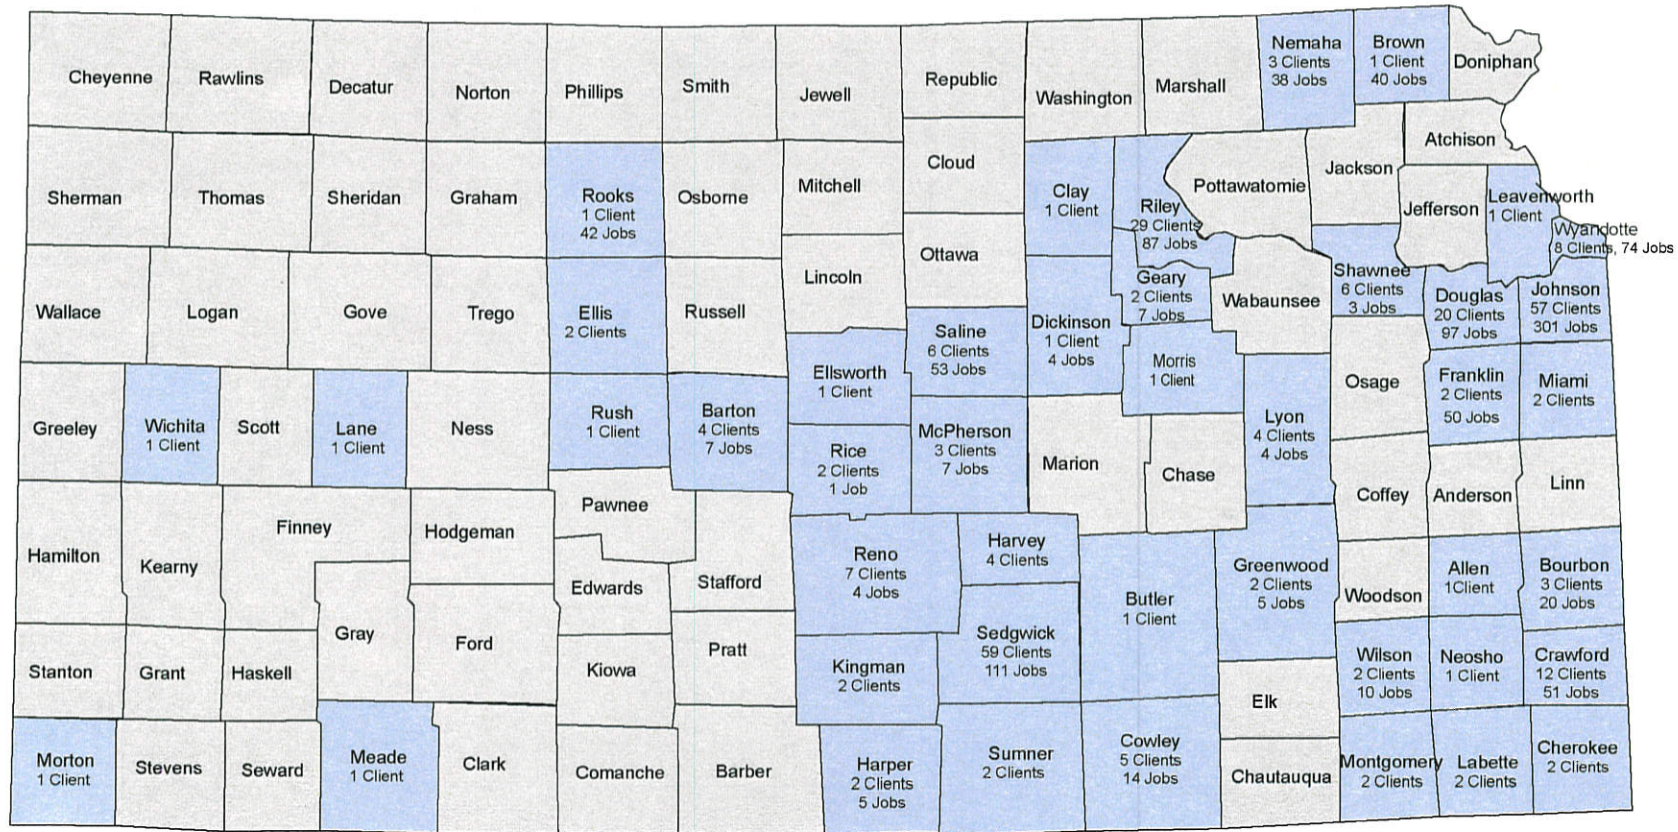 Cheyenne
Rawlins
Decatur
Norton
Phillips
Smith
Jewell
Republic
Washington
Marshall
Nemaha
3 Clients
38 Jobs
Brown
1 Client
40 Jobs
Doniphan
Sherman
Thomas
Sheridan
Graham
Rooks
1 Client
42 Jobs
Osborne
Mitchell
Cloud
Clay
1 Client
Riley
29 Clients
87 Jobs
Pottawatomie
Jackson
Atchison
Jefferson
Leavenworth
1 Client
Wyandotte
8 Clients, 74 Jobs
Wallace
Logan
Gove
Trego
Ellis
2 Clients
Russell
Lincoln
Ottawa
Saline
6 Clients
53 Jobs
Dickinson
1 Client
4 Jobs
Geary
2 Clients
7 Jobs
Morris
1 Client
Wabaunsee
Shawnee
6 Clients
3 Jobs
Douglas
20 Clients
97 Jobs
Johnson
57 Clients
301 Jobs
Greeley
Wichita
1 Client
Scott
Lane
1 Client
Ness
Rush
1 Client
Barton
4 Clients
7 Jobs
Ellsworth
1 Client
Rice
2 Clients
1 Job
McPherson
3 Clients
7 Jobs
Marion
Chase
Lyon
4 Clients
4 Jobs
Osage
Franklin
2 Clients
50 Jobs
Miami
2 Clients
Coffey
Anderson
Linn
Hamilton
Kearny
Finney
Hodgeman
Pawnee
Edwards
Stafford
Reno
7 Clients
4 Jobs
Harvey
4 Clients
Butler
1 Client
Greenwood
2 Clients
5 Jobs
Woodson
Allen
1Client
Bourbon
3 Clients
20 Jobs
Stanton
Grant
Haskell
Gray
Ford
Kiowa
Pratt
Kingman
2 Clients
Sedgwick
59 Clients
111 Jobs
Elk
Wilson
2 Clients
10 Jobs
Neosho
1 Client
Crawford
12 Clients
51 Jobs
Morton
1 Client
Stevens
Seward
Meade
1 Client
Clark
Comanche
Barber
Harper
2 Clients
5 Jobs
Sumner
2 Clients
Cowley
5 Clients
14 Jobs
Chautauqua
Montgomery
2 Clients
Labette
2 Clients
Cherokee
2 Clients